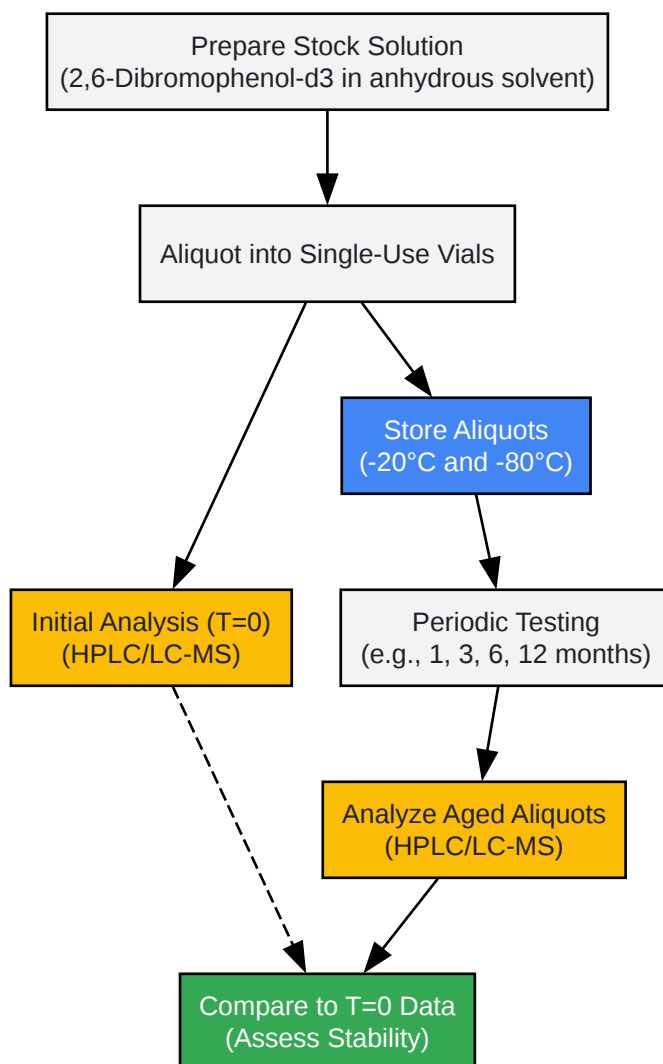 Prepare Stock Solution
(2,6-Dibromophenol-d3 in anhydrous solvent)
Aliquot into Single-Use Vials
Store Aliquots
(-20°C and -80°C)
Initial Analysis (T=0)
(HPLC/LC-MS)
Periodic Testing
(e.g., 1, 3, 6, 12 months)
Analyze Aged Aliquots
(HPLC/LC-MS)
Compare to T=0 Data
(Assess Stability)